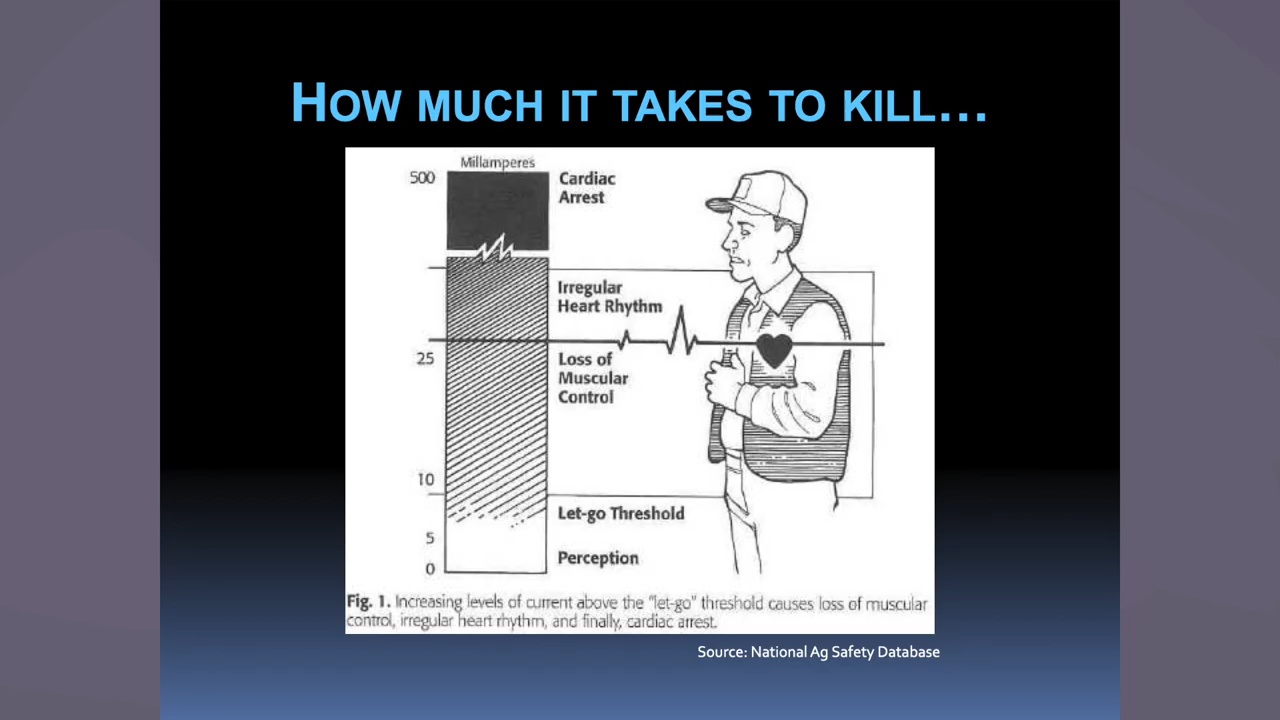 HOW MUCH IT TAKES TO KILL...
Millamperes
500
Cardiac
Arrest
Irregular
Heart Rhythm
25
Loss of
Muscular
Control
10
Let-go Threshold
5
Perception
0
Fig. 1. Increasing levels of current above the "let-go" threshold causes loss of muscular
control, irregular heart rhythm, and finally, cardiac arrest.
Source: National Ag Safety Database